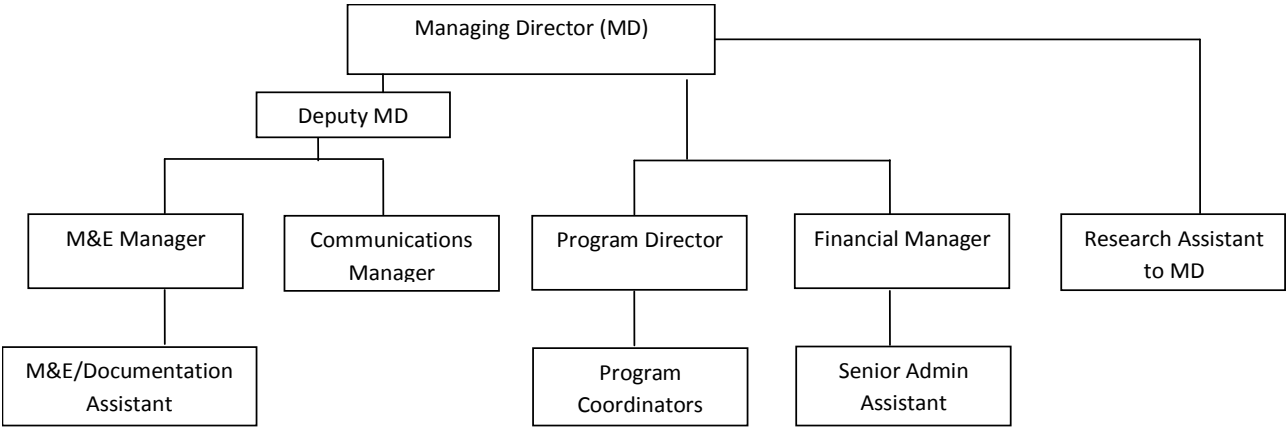 Managing Director (MD)
Deputy MD
M&E Manager
Communications
Manager
Program Director
Financial Manager
Research Assistant
to MD
M&E/Documentation
Assistant
Program
Coordinators
Senior Admin
Assistant